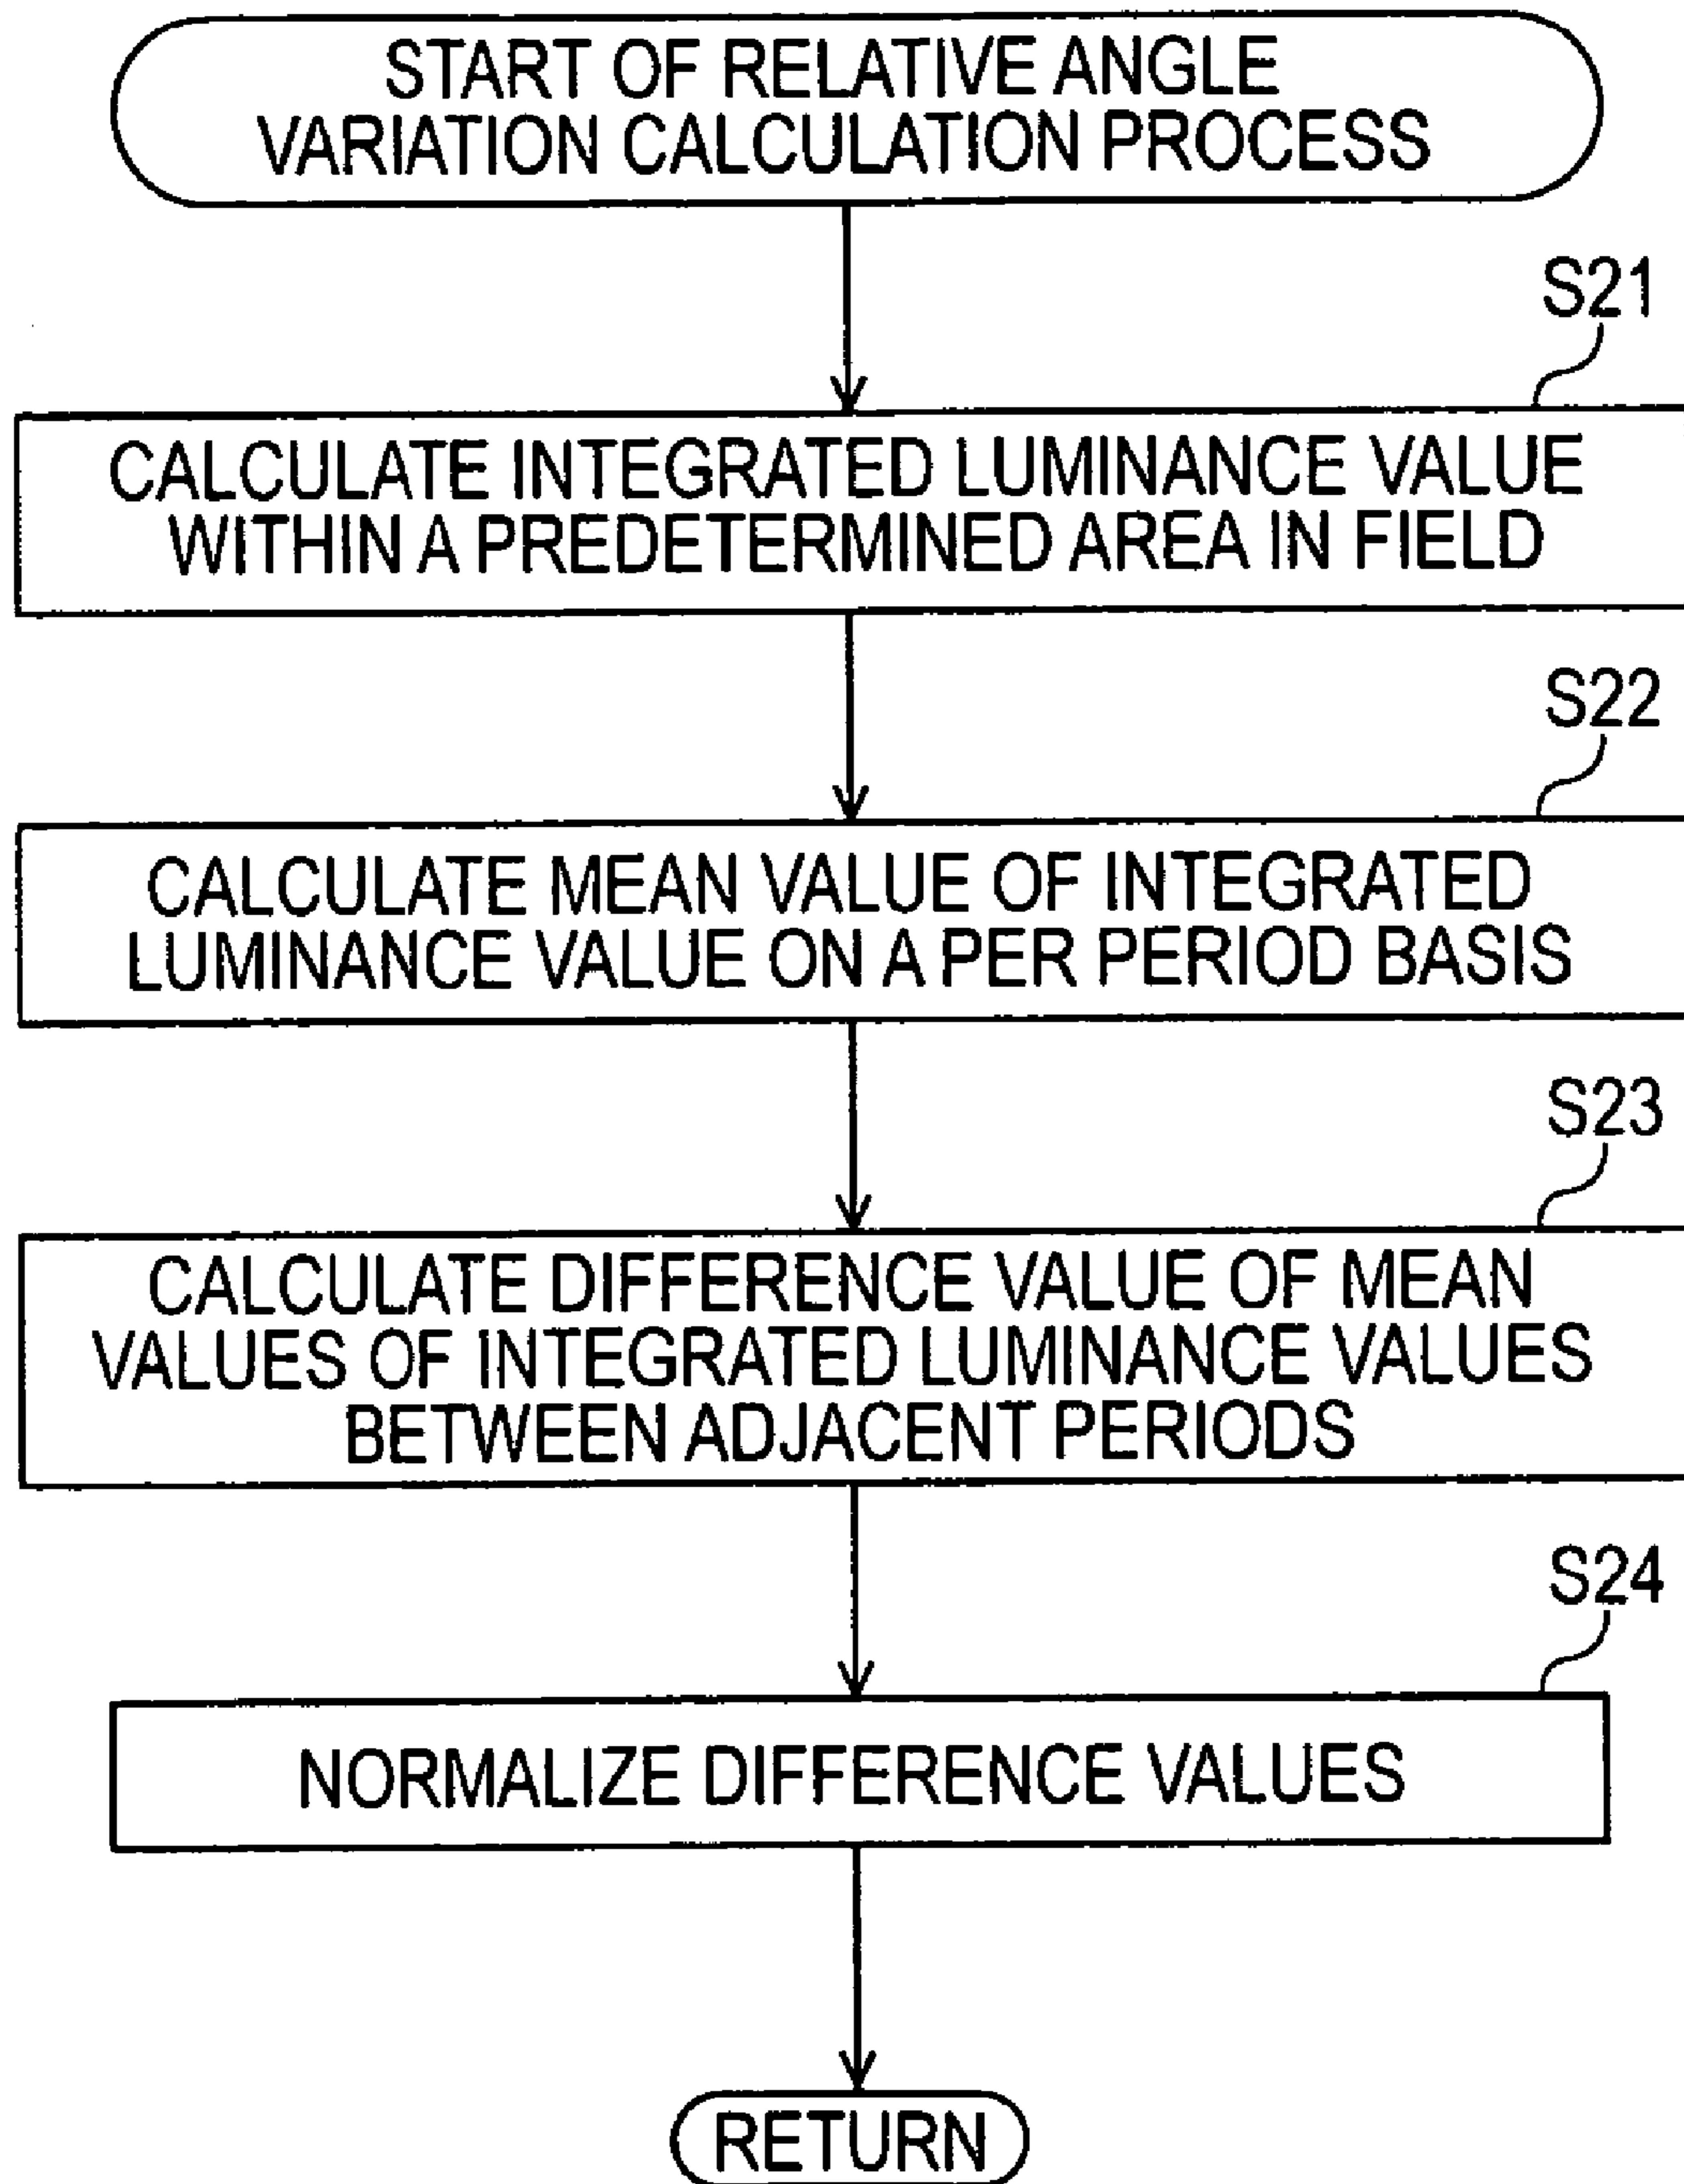 START OF RELATIVE ANGLE
VARIATION CALCULATION PROCESS
S21
CALCULATE INTEGRATED LUMINANCE VALUE
WITHIN A PREDETERMINED AREA IN FIELD
S22
CALCULATE MEAN VALUE OF INTEGRATED
LUMINANCE VALUE ON A PER PERIOD BASIS
S23
CALCULATE DIFFERENCE VALUE OF MEAN
VALUES OF INTEGRATED LUMINANCE VALUES
BETWEEN ADJACENT PERIODS
S24
NORMALIZE DIFFERENCE VALUES
RETURN